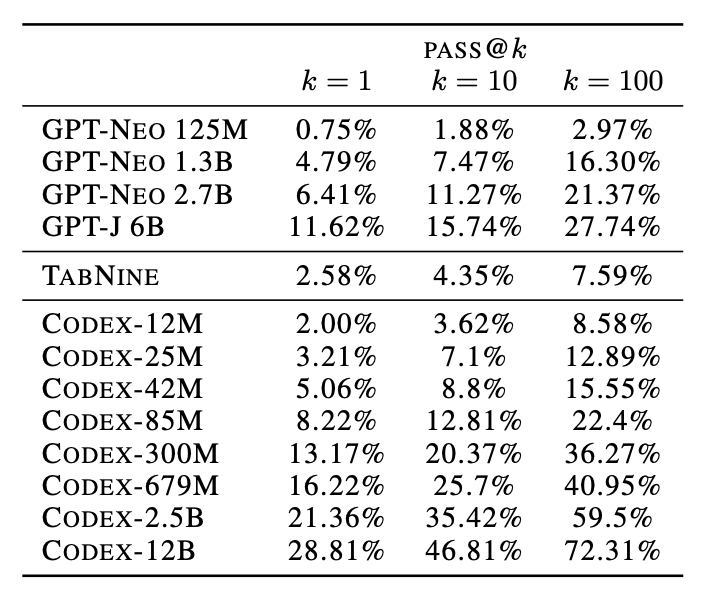 PASS@k
k = 1 k = 10 k = 100
GPT-NEO 125M 0.75% 1.88% 2.97%
GPT-NEO 1.3B 4.79% 7.47% 16.30%
GPT-NEO 2.7B 6.41% 11.27% 21.37%
GPT-J 6B 11.62% 15.74% 27.74%
TABNINE 2.58% 4.35% 7.59%
CODEX-12M 2.00% 3.62% 8.58%
CODEX-25M 3.21% 7.1% 12.89%
CODEX-42M 5.06% 8.8% 15.55%
CODEX-85M 8.22% 12.81% 22.4%
CODEX-300M 13.17% 20.37% 36.27%
CODEX-679M 16.22% 25.7% 40.95%
CODEX-2.5B 21.36% 35.42% 59.5%
CODEX-12B 28.81% 46.81% 72.31%